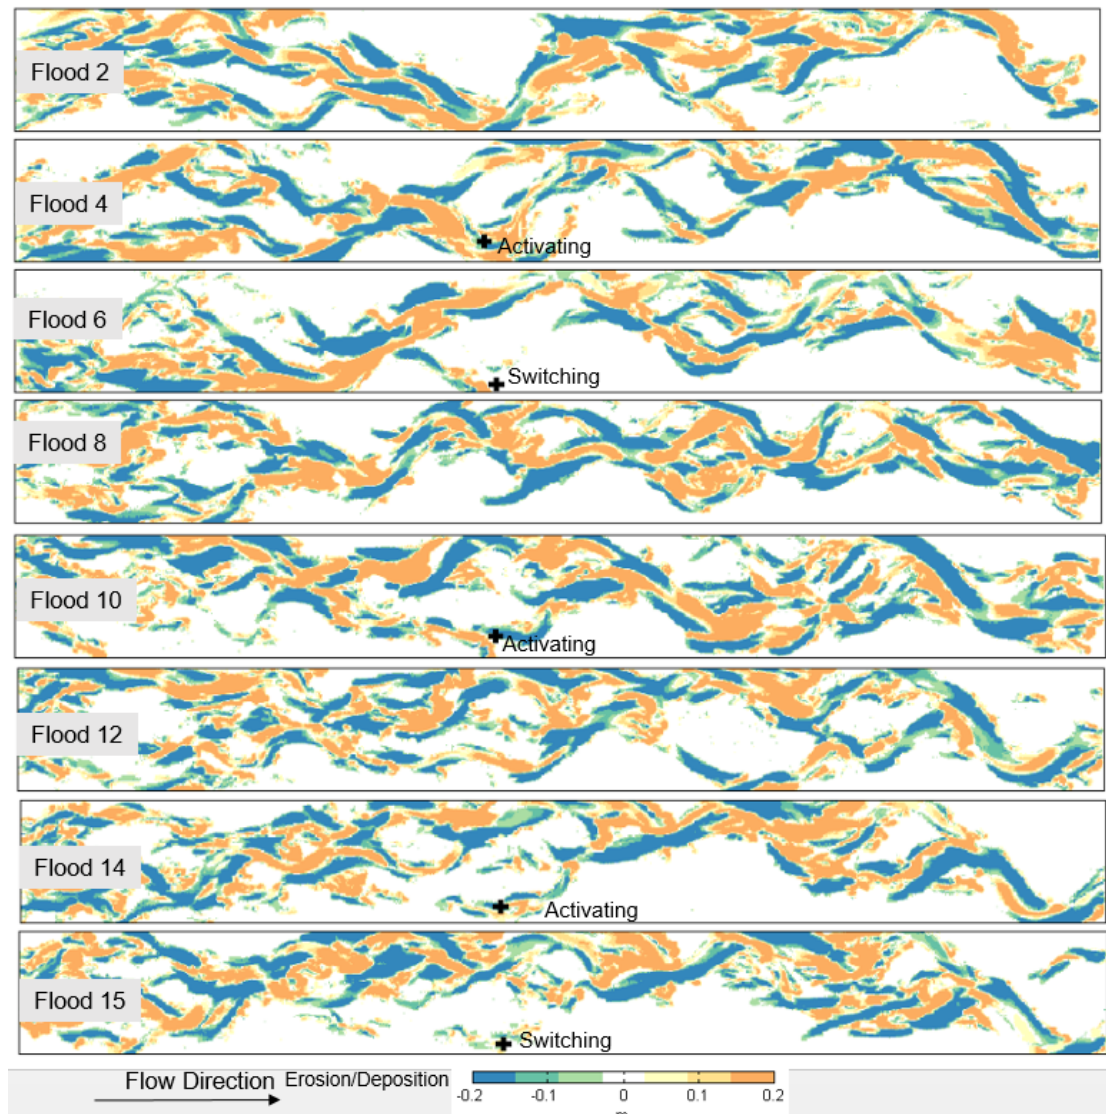 Flood 2
Flood 4
Activating
Flood 6
Switching
Flood 8
Flood 10
Activating
Flood 12
Flood 14
Activating
Flood 15
Switching
Flow Direction Erosion/Deposition
-0.2 -0.1 0 0.1 0.2